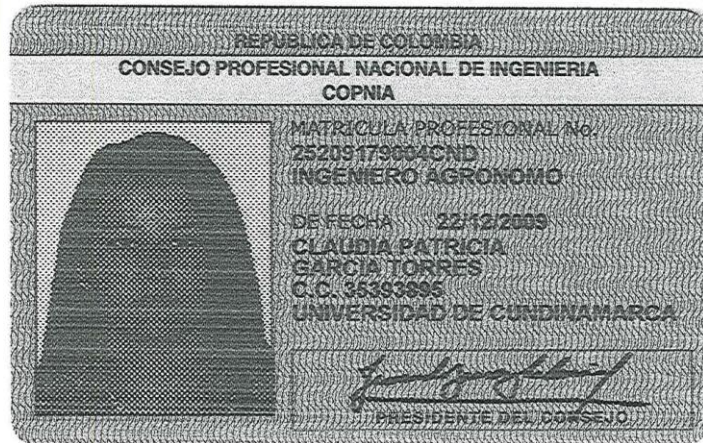 REPUBLICA DE COLOMBIA
CONSEJO PROFESIONAL NACIONAL DE INGENIERIA
COPNIA
MATRICULA PROFESIONAL No.
INGENIERO AGRONOMO
DE FECHA 22/12/2009
CLAUDIA PATRICIA
GARCIA TORRES
C.C.
UNIVERSIDAD DE CUNDINAMARCA
PRESIDENTE DEL CONSEJO